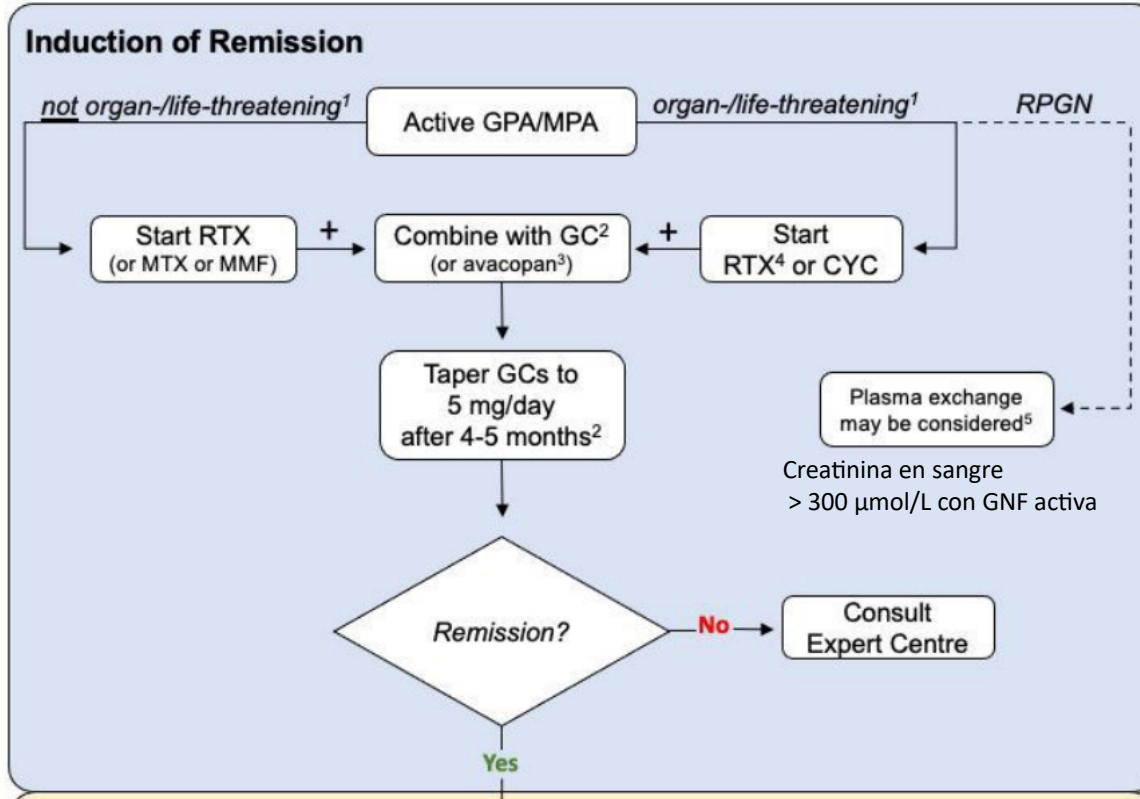 Induction of Remission
not organ-/life-threatening¹
Active GPA/MPA
organ-/life-threatening¹
RPGN
Start RTX
(or MTX or MMF)
+
Combine with GC²
(or avacopan³)
+
Start
RTX⁴ or CYC
Taper GCs to
5 mg/day
after 4-5 months²
Plasma exchange
may be considered⁵
Creatinina en sangre
> 300 µmol/L con GNF activa
Remission?
No
Consult
Expert Centre
Yes